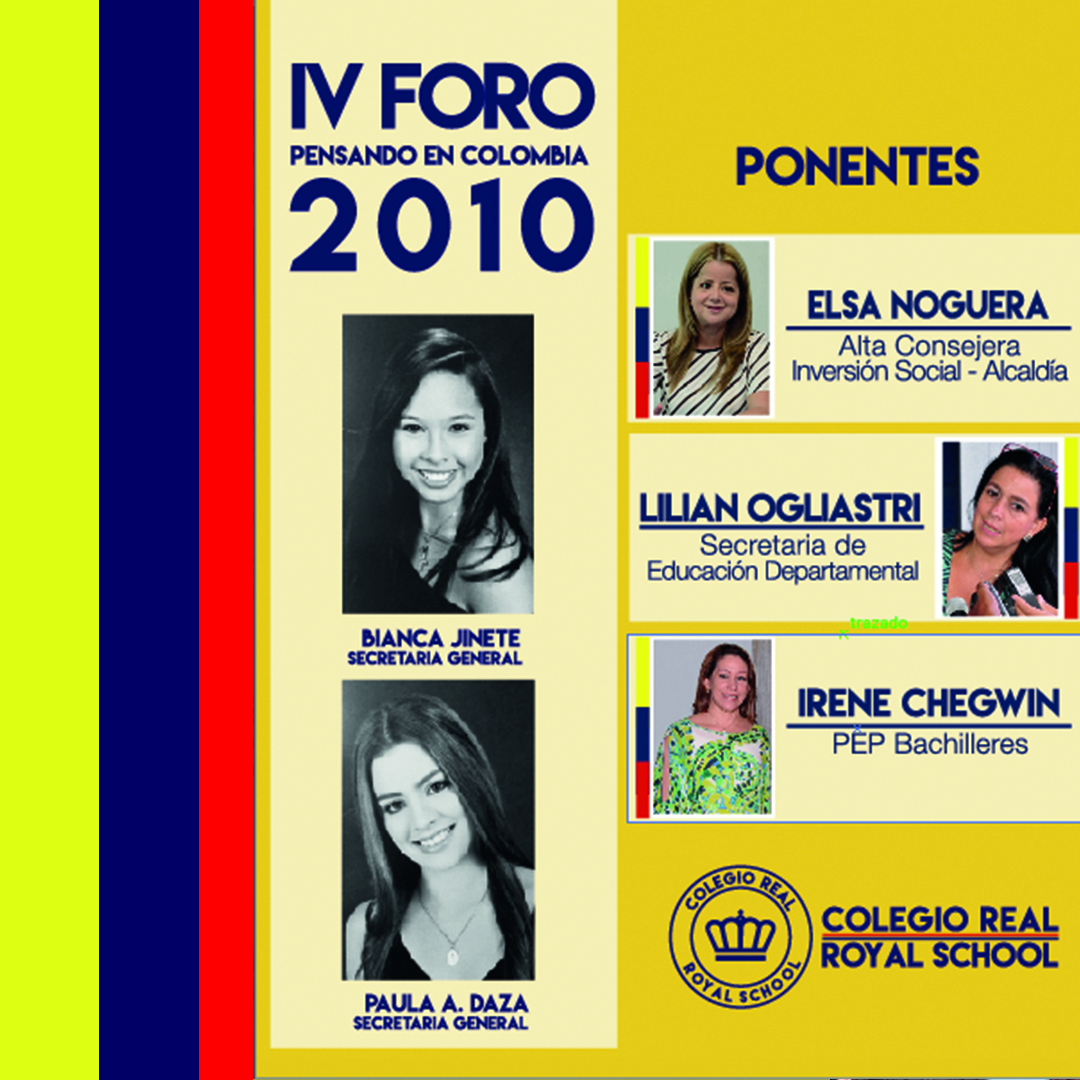 IV FORO
PENSANDO EN COLOMBIA
2010
BIANCA JINETE
SECRETARIA GENERAL
PAULA A. DAZA
SECRETARIA GENERAL
PONENTES
ELSA NOGUERA
Alta Consejera
Inversión Social - Alcaldía
LILIAN OGLIASTRI
Secretaria de
Educación Departamental
trazado
IRENE CHEGWIN
PEP Bachilleres
COLEGIO REAL
ROYAL SCHOOL
COLEGIO REAL
ROYAL SCHOOL